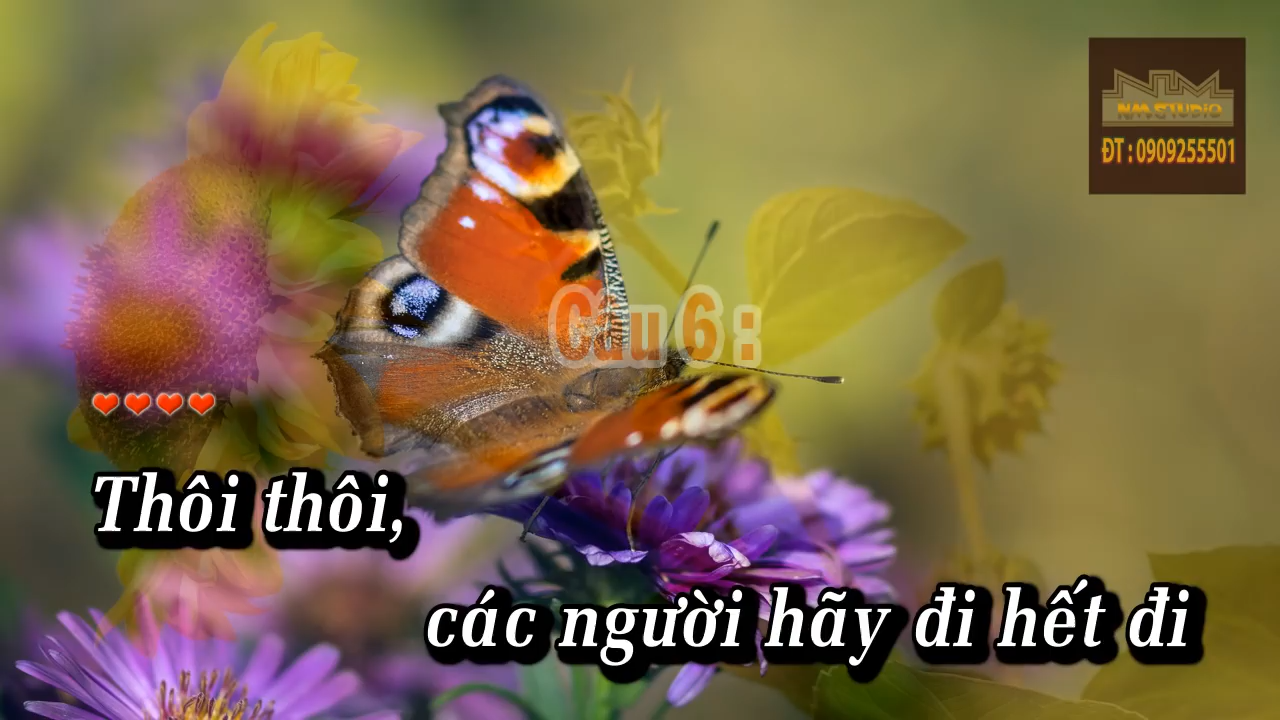 NM STUDIO
ĐT : 0909255501
Câu 6 :
Thôi thôi,
các người hãy đi hết đi